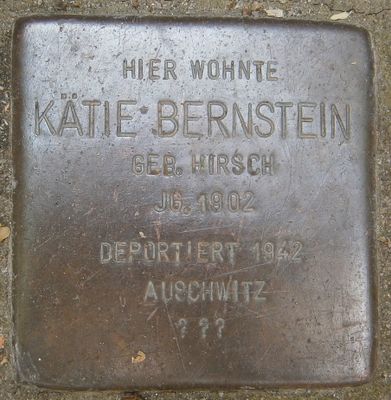 HIER WOHNTE
KÄTIE BERNSTEIN
GEB. HIRSCH
JG. 1902
DEPORTIERT 1942
AUSCHWITZ
? ??